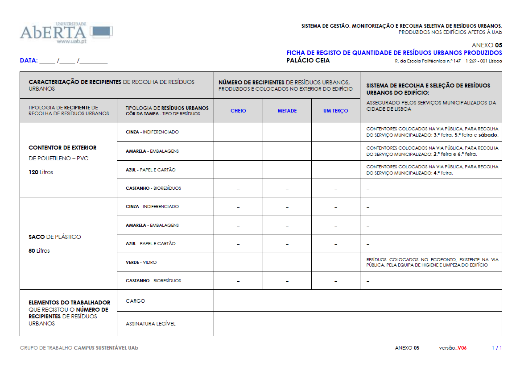 UNIVERSIDADE
AbERTA
www.uab.pt
SISTEMA DE GESTÃO, MONITORIZAÇÃO E RECOLHA SELETIVA DE RESÍDUOS URBANOS,
PRODUZIDOS NOS EDIFÍCIOS AFETOS À UAb
ANEXO 05
FICHA DE REGISTO DE QUANTIDADE DE RESÍDUOS URBANOS PRODUZIDOS
DATA: _____ /_____ /_________
PALÁCIO CEIA
R. da Escola Politécnica n.º 147 1269 - 001 Lisboa
CARACTERIZAÇÃO DE RECIPIENTES DE RECOLHA DE RESÍDUOS
URBANOS
NÚMERO DE RECIPIENTES DE RESÍDUOS URBANOS,
PRODUZIDOS E COLOCADOS NO EXTERIOR DO EDIFÍCIO
SISTEMA DE RECOLHA E SELEÇÃO DE RESÍDUOS
URBANOS DO EDIFÍCIO:
ASSEGURADO PELOS SERVIÇOS MUNICIPALIZADOS DA
CIDADE DE LISBOA
TIPOLOGIA DE RECIPIENTE DE
RECOLHA DE RESÍDUOS URBANOS
TIPOLOGIA DE RESÍDUOS URBANOS
CÔR DA TAMPA - TIPO DE RESÍDUOS
CHEIO
METADE
UM TERÇO
CONTENTOR DE EXTERIOR
DE POLIETILENO – PVC
120 Litros
CINZA - INDIFERENCIADO
CONTENTORES COLOCADOS NA VIA PÚBLICA, PARA RECOLHA
DO SERVIÇO MUNICIPALIZADO: 3.ª feira, 5.ª feira e sábado.
AMARELA - EMBALAGENS
CONTENTORES COLOCADOS NA VIA PÚBLICA, PARA RECOLHA
DO SERVIÇO MUNICIPALIZADO: 2.ª feira e 6.ª feira.
AZUL - PAPEL E CARTÃO
CONTENTORES COLOCADOS NA VIA PÚBLICA, PARA RECOLHA
DO SERVIÇO MUNICIPALIZADO: 4.ª feira.
CASTANHO - BIORESÍDUOS
– – –
SACO DE PLÁSTICO
50 Litros
CINZA - INDIFERENCIADO
– – – –
AMARELA - EMBALAGENS
– – – –
AZUL - PAPEL E CARTÃO
– – – –
VERDE - VIDRO
RESÍDUOS COLOCADOS NO ECOPONTO, EXISTENTE NA VIA
PÚBLICA, PELA EQUIPA DE HIGIENE E LIMPEZA DO EDIFÍCIO
CASTANHO - BIORESÍDUOS
– – – –
ELEMENTOS DO TRABALHADOR
QUE REGISTOU O NÚMERO DE
RECIPIENTES DE RESÍDUOS
URBANOS
CARGO
ASSINATURA LEGÍVEL
GRUPO DE TRABALHO CAMPUS SUSTENTÁVEL UAb
ANEXO 05
versão_V06
1 / 1